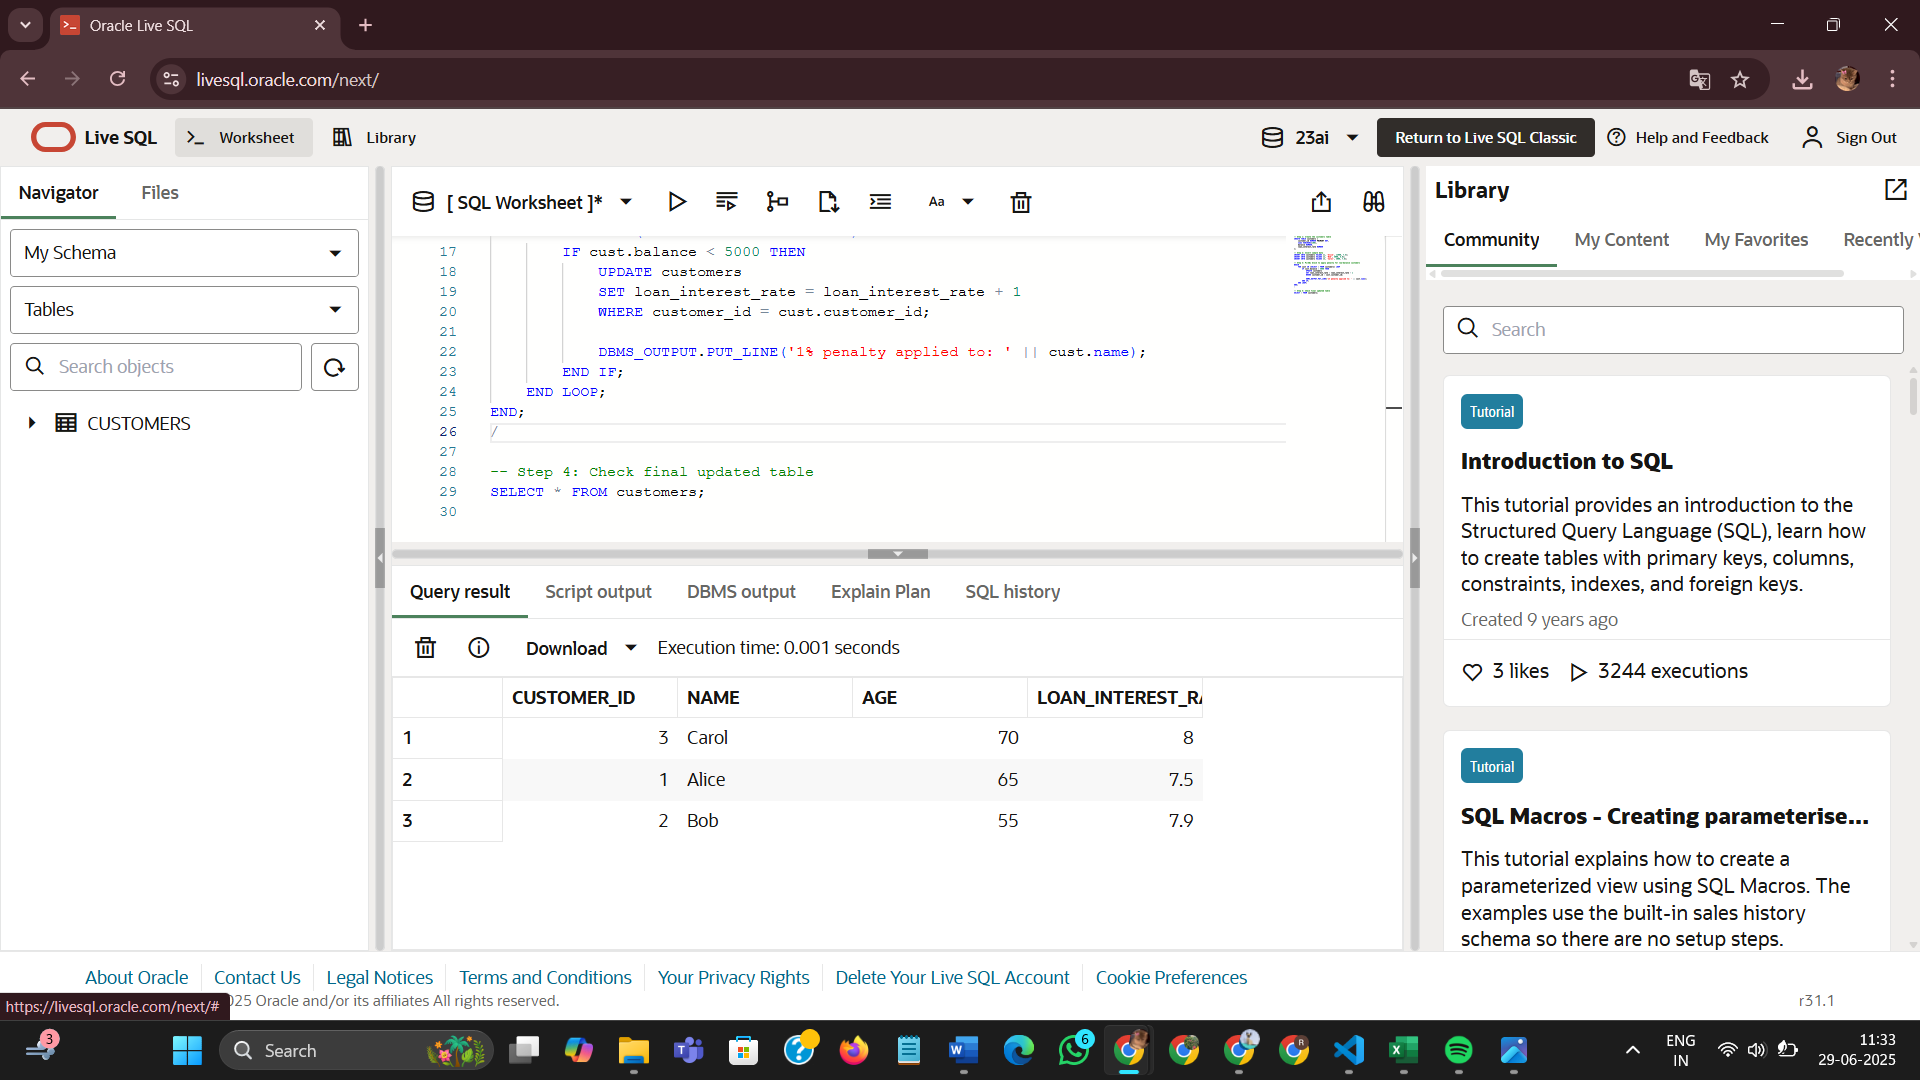 Oracle Live SQL
livesql.oracle.com/next/
Live SQL
Worksheet
Library
23ai
Return to Live SQL Classic
Help and Feedback
Sign Out
Navigator
Files
My Schema
Tables
Search objects
CUSTOMERS
[ SQL Worksheet ]*
Aa
17 IF cust.balance < 5000 THEN
18 UPDATE customers
19 SET loan_interest_rate = loan_interest_rate + 1
20 WHERE customer_id = cust.customer_id;
21
22 DBMS_OUTPUT.PUT_LINE('1% penalty applied to: ' || cust.name);
23 END IF;
24 END LOOP;
25 END;
26 /
27
28 -- Step 4: Check final updated table
29 SELECT * FROM customers;
30
Query result
Script output
DBMS output
Explain Plan
SQL history
Download
Execution time: 0.001 seconds
CUSTOMER_ID NAME AGE LOAN_INTEREST_RA
1 3 Carol 70 8
2 1 Alice 65 7.5
3 2 Bob 55 7.9
Library
Community
My Content
My Favorites
Recently V
Search
Tutorial
Introduction to SQL
This tutorial provides an introduction to the
Structured Query Language (SQL), learn how
to create tables with primary keys, columns,
constraints, indexes, and foreign keys.
Created 9 years ago
3 likes
3244 executions
Tutorial
SQL Macros - Creating parameterise...
This tutorial explains how to create a
parameterized view using SQL Macros. The
examples use the built-in sales history
schema so there are no setup steps.
About Oracle
Contact Us
Legal Notices
Terms and Conditions
Your Privacy Rights
Delete Your Live SQL Account
Cookie Preferences
https://livesql.oracle.com/next/#
025 Oracle and/or its affiliates All rights reserved.
r31.1
3
Search
6
R
ENG
IN
11:33
29-06-2025